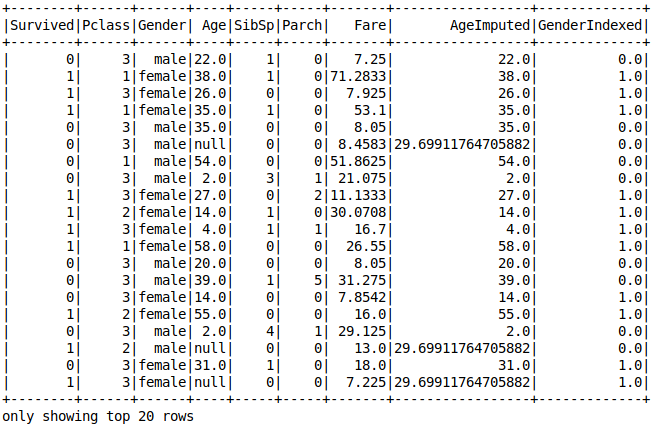 +--------+------+------+----+-----+-----+-------+-----------------+-------------+
|Survived|Pclass|Gender| Age|SibSp|Parch|   Fare|       AgeImputed|GenderIndexed|
+--------+------+------+----+-----+-----+-------+-----------------+-------------+
|       0|     3|  male|22.0|    1|    0|   7.25|             22.0|          0.0|
|       1|     1|female|38.0|    1|    0|71.2833|             38.0|          1.0|
|       1|     3|female|26.0|    0|    0|  7.925|             26.0|          1.0|
|       1|     1|female|35.0|    1|    0|   53.1|             35.0|          1.0|
|       0|     3|  male|35.0|    0|    0|   8.05|             35.0|          0.0|
|       0|     3|  male|null|    0|    0| 8.4583|29.69911764705882|          0.0|
|       0|     1|  male|54.0|    0|    0|51.8625|             54.0|          0.0|
|       0|     3|  male| 2.0|    3|    1| 21.075|              2.0|          0.0|
|       1|     3|female|27.0|    0|    2|11.1333|             27.0|          1.0|
|       1|     2|female|14.0|    1|    0|30.0708|             14.0|          1.0|
|       1|     3|female| 4.0|    1|    1|   16.7|              4.0|          1.0|
|       1|     1|female|58.0|    0|    0|  26.55|             58.0|          1.0|
|       0|     3|  male|20.0|    0|    0|   8.05|             20.0|          0.0|
|       0|     3|  male|39.0|    1|    5| 31.275|             39.0|          0.0|
|       0|     3|female|14.0|    0|    0| 7.8542|             14.0|          1.0|
|       1|     2|female|55.0|    0|    0|   16.0|             55.0|          1.0|
|       0|     3|  male| 2.0|    4|    1| 29.125|              2.0|          0.0|
|       1|     2|  male|null|    0|    0|   13.0|29.69911764705882|          0.0|
|       0|     3|female|31.0|    1|    0|   18.0|             31.0|          1.0|
|       1|     3|female|null|    0|    0|  7.225|29.69911764705882|          1.0|
+--------+------+------+----+-----+-----+-------+-----------------+-------------+
only showing top 20 rows